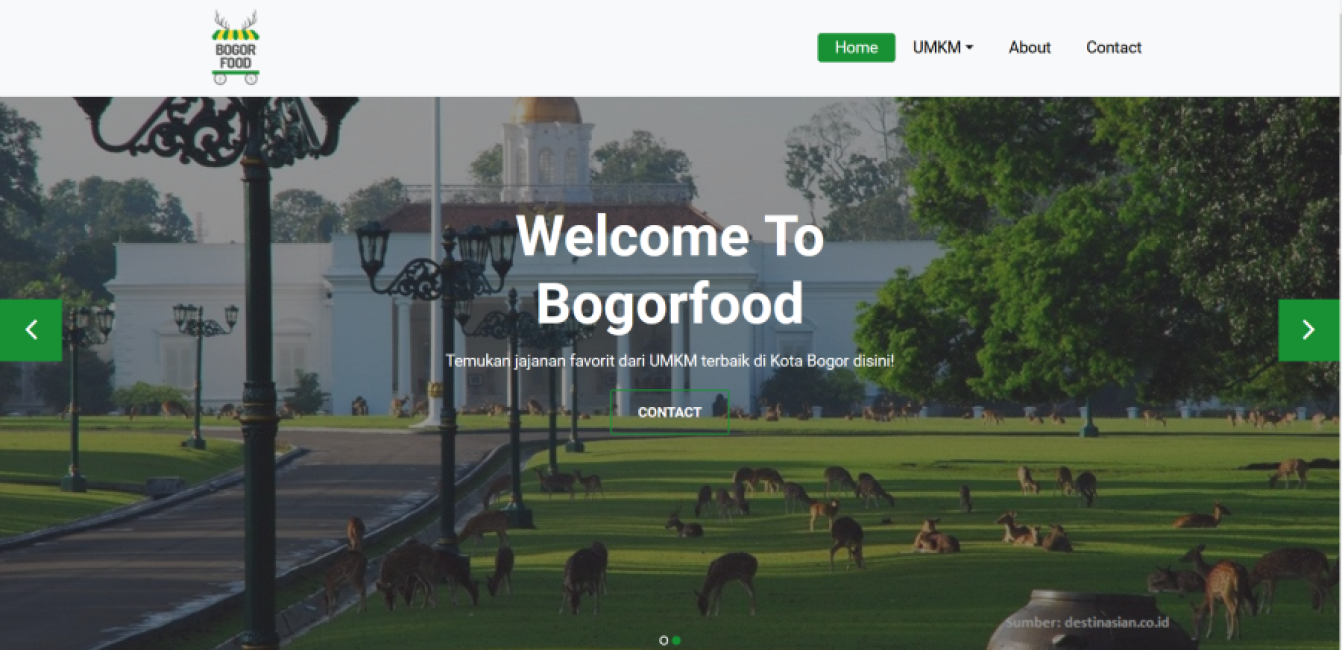 BOGOR
FOOD
Home UMKM About Contact
Welcome To
Bogorfood
Temukan jajanan favorit dari UMKM terbaik di Kota Bogor disini!
CONTACT
Sumber: destinasian.co.id